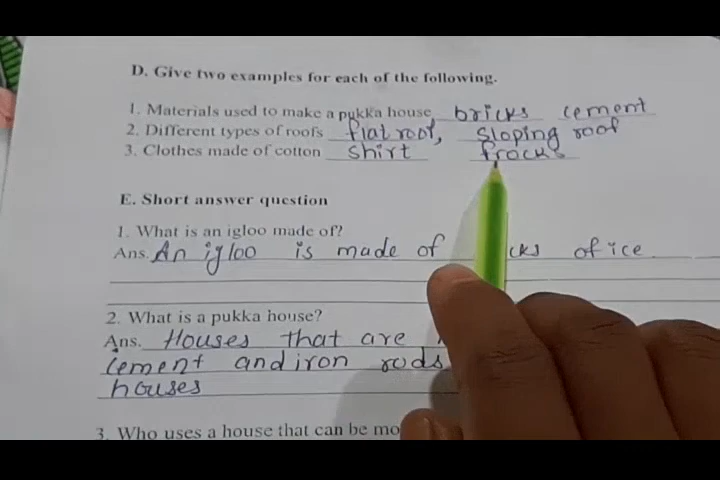 D. Give two examples for each of the following.
1. Materials used to make a pukka house bricks cement
2. Different types of roofs flat roof, sloping roof
3. Clothes made of cotton shirt frocks
E. Short answer question
1. What is an igloo made of?
Ans. An igloo is made of cks of ice
2. What is a pukka house?
Ans. Houses that are
cement and iron rods
houses
3. Who uses a house that can be mo